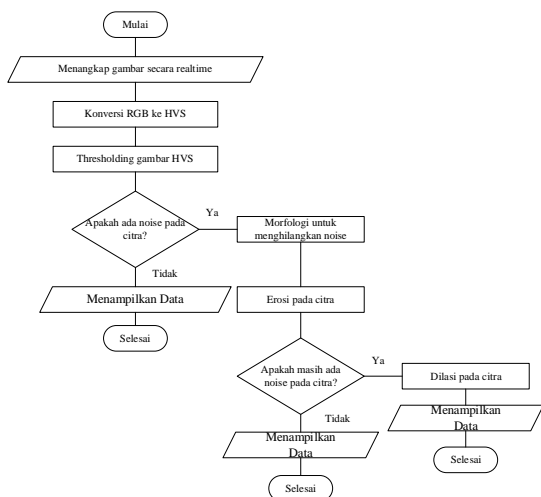 Mulai
Menangkap gambar secara realtime
Konversi RGB ke HVS
Thresholding gambar HVS
Apakah ada noise pada
citra?
Ya
Morfologi untuk
menghilangkan noise
Tidak
Menampilkan Data
Erosi pada citra
Selesai
Apakah masih ada
noise pada citra?
Ya
Dilasi pada citra
Tidak
Menampilkan
Data
Menampilkan
Data
Selesai
Selesai